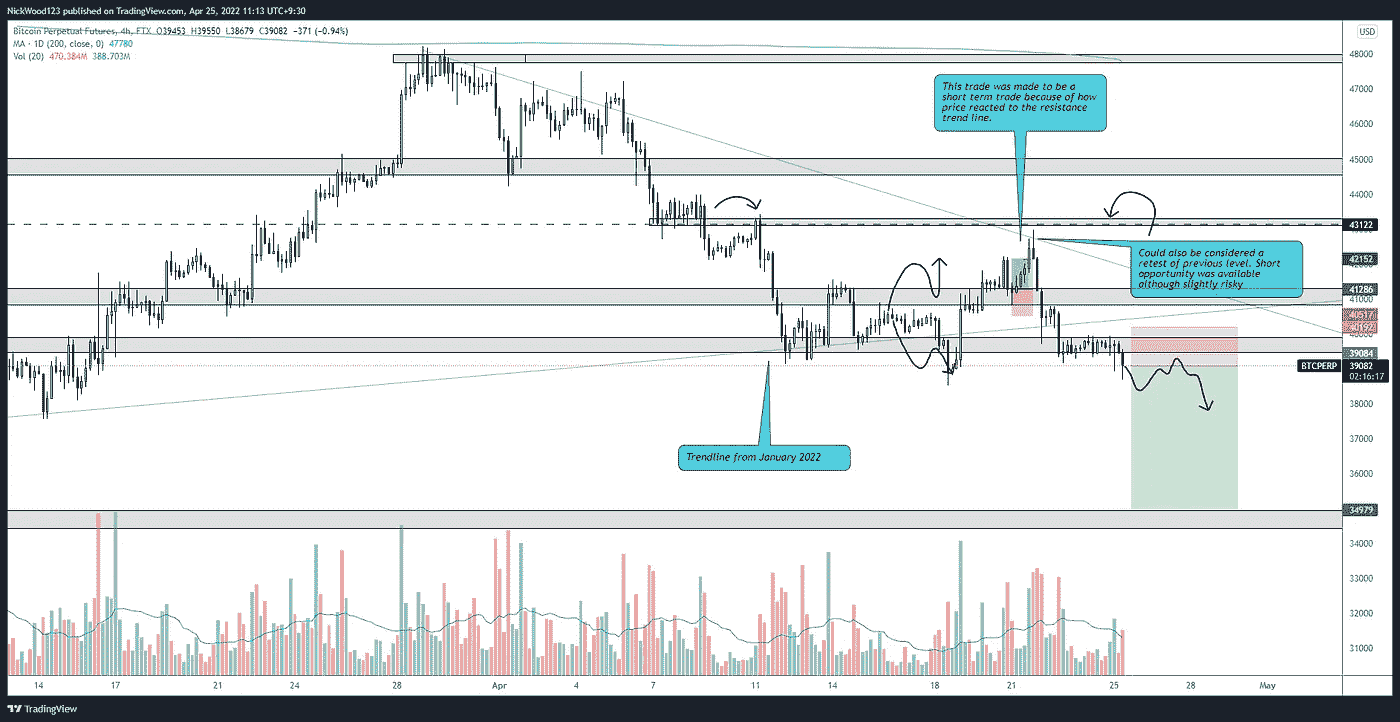 NickWood123 published on TradingView.com, Apr 25, 2022 11:13 UTC+9:30
Bitcoin Perpetual Futures, 4h, FTX O39453 H39550 L38679 C39082 −371 (−0.94%)
MA · 1D (200, close, 0) 47780
Vol (20) 470.384M 388.703M
USD
48000
47000
46000
45000
44000
43122
42152
41286
41000
39084
BTCPERP 39082
02:16:17
38000
37000
36000
34979
34000
33000
32000
31000
This trade was made to be a
short term trade because of how
price reacted to the resistance
trend line.
Could also be considered a
retest of previous level. Short
opportunity was available
although slightly risky
Trendline from January 2022
14 17 21 24 28 Apr 4 7 11 14 18 21 25 28 May
TradingView